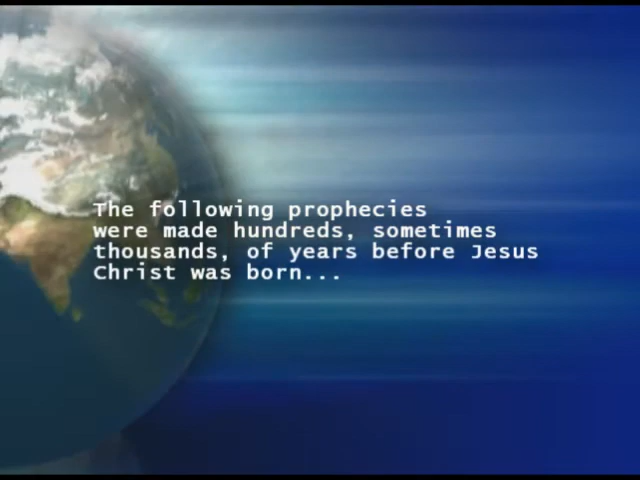 The following prophecies
were made hundreds, sometimes
thousands, of years before Jesus
Christ was born...